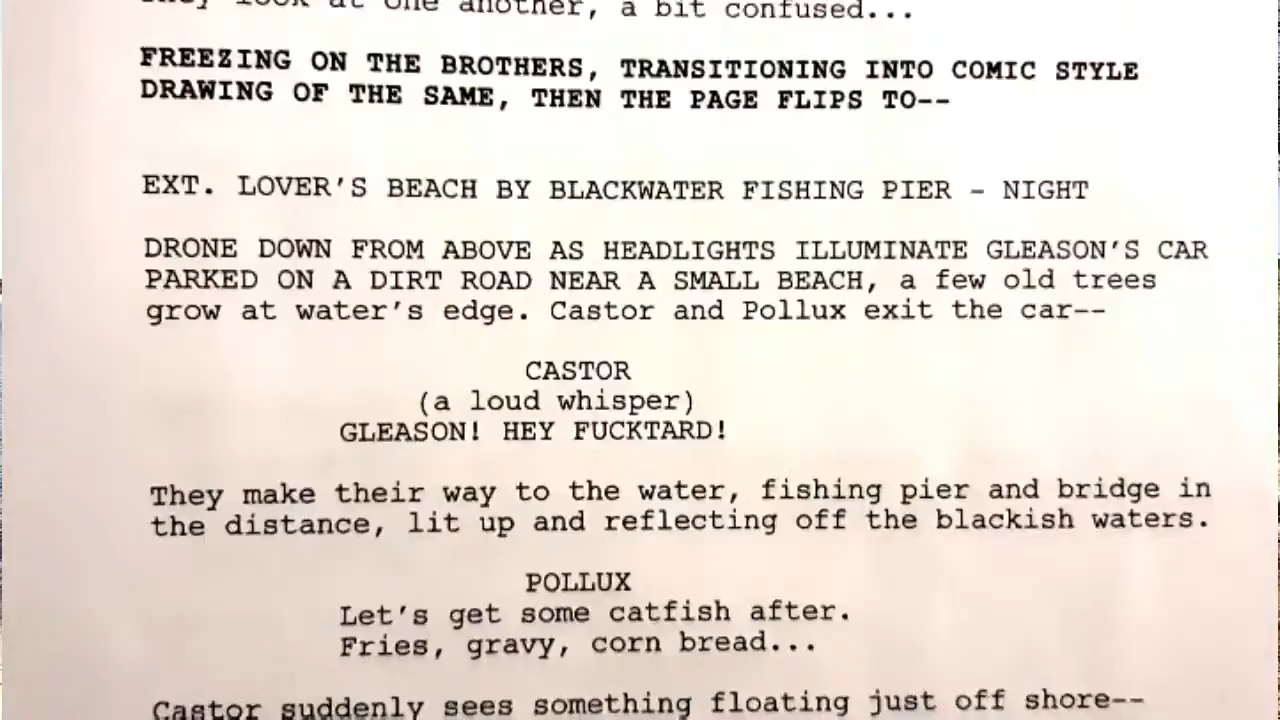 They look at one another, a bit confused...
FREEZING ON THE BROTHERS, TRANSITIONING INTO COMIC STYLE
DRAWING OF THE SAME, THEN THE PAGE FLIPS TO--
EXT. LOVER'S BEACH BY BLACKWATER FISHING PIER - NIGHT
DRONE DOWN FROM ABOVE AS HEADLIGHTS ILLUMINATE GLEASON'S CAR
PARKED ON A DIRT ROAD NEAR A SMALL BEACH, a few old trees
grow at water's edge. Castor and Pollux exit the car--
CASTOR
(a loud whisper)
GLEASON! HEY FUCKTARD!
They make their way to the water, fishing pier and bridge in
the distance, lit up and reflecting off the blackish waters.
POLLUX
Let's get some catfish after.
Fries, gravy, corn bread...
Castor suddenly sees something floating just off shore--